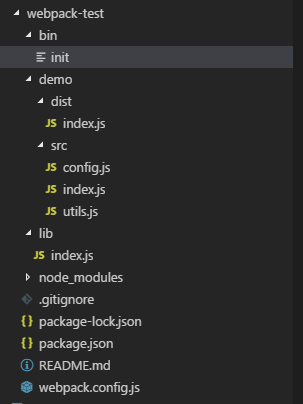 webpack-test
bin
init
demo
dist
JS index.js
src
JS config.js
JS index.js
JS utils.js
lib
JS index.js
node_modules
.gitignore
{} package-lock.json
{} package.json
README.md
webpack.config.js